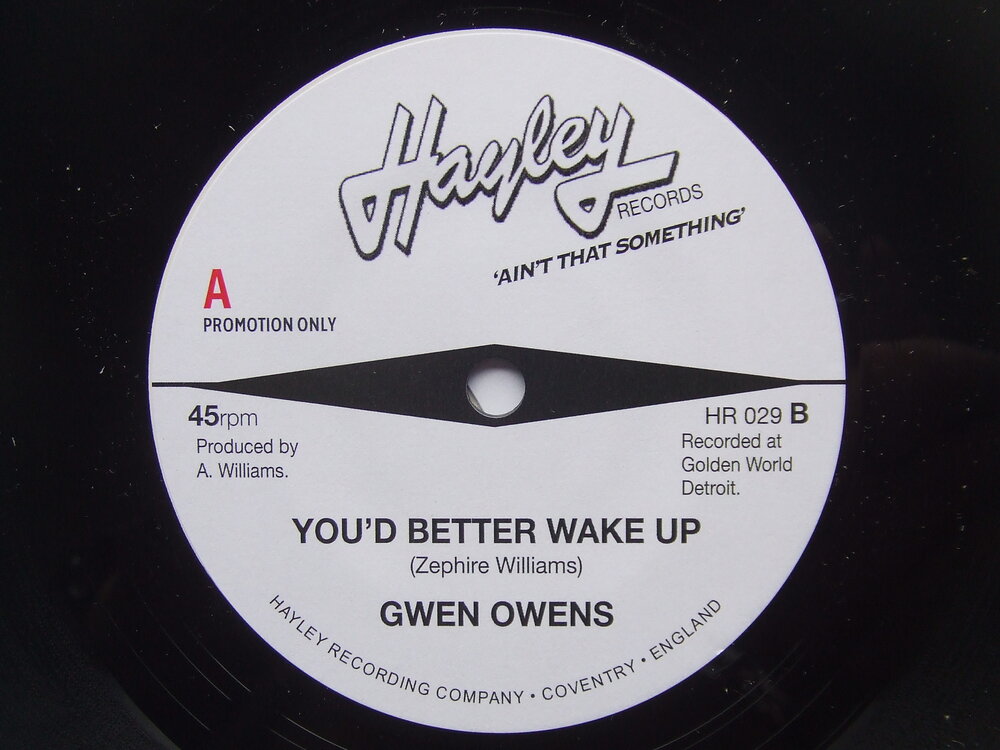 Hayley
RECORDS
'AIN'T THAT SOMETHING'
A
PROMOTION ONLY
45rpm
Produced by
A. Williams.
HR 029 B
Recorded at
Golden World
Detroit.
YOU'D BETTER WAKE UP
(Zephire Williams)
GWEN OWENS
HAYLEY RECORDING COMPANY • COVENTRY • ENGLAND